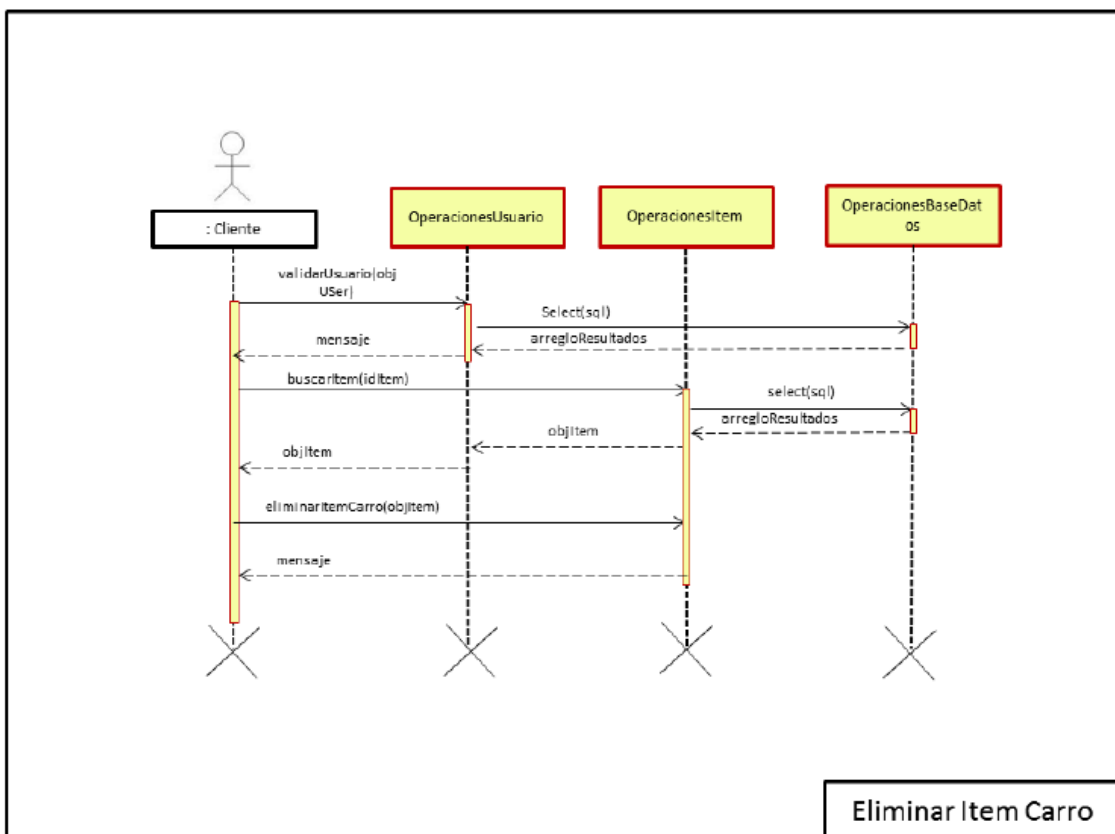 : Cliente
OperacionesUsuario
OperacionesItem
OperacionesBaseDat
os
validarUsuario(obj
USer)
Select(sql)
arregloResultados
mensaje
buscarItem(idItem)
select(sql)
arregloResultados
objItem
objItem
eliminarItemCarro(objItem)
mensaje
Eliminar Item Carro